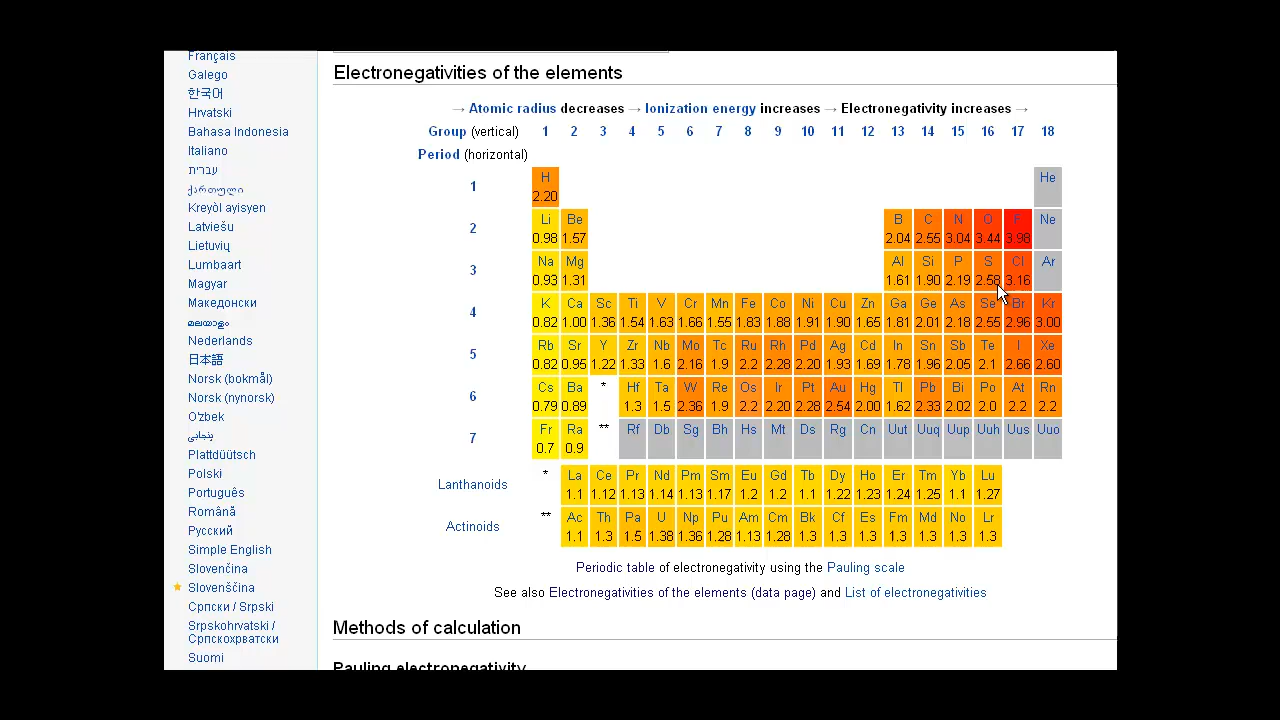 Français
Galego
한국어
Hrvatski
Bahasa Indonesia
Italiano
עברית
ქართული
Kreyòl ayisyen
Latviešu
Lietuvių
Lumbaart
Magyar
Македонски
മലയാളം
Nederlands
日本語
Norsk (bokmål)
Norsk (nynorsk)
O'zbek
پنجابی
Plattdüütsch
Polski
Português
Română
Русский
Simple English
Slovenčina
Slovenščina
Српски / Srpski
Srpskohrvatski /
Српскохрватски
Suomi
Electronegativities of the elements
→ Atomic radius decreases → Ionization energy increases → Electronegativity increases →
Group (vertical) 1 2 3 4 5 6 7 8 9 10 11 12 13 14 15 16 17 18
Period (horizontal)
1 H He
2.20
2 Li Be B C N O F Ne
0.98 1.57 2.04 2.55 3.04 3.44 3.98
3 Na Mg Al Si P S Cl Ar
0.93 1.31 1.61 1.90 2.19 2.58 3.16
4 K Ca Sc Ti V Cr Mn Fe Co Ni Cu Zn Ga Ge As Se Br Kr
0.82 1.00 1.36 1.54 1.63 1.66 1.55 1.83 1.88 1.91 1.90 1.65 1.81 2.01 2.18 2.55 2.96 3.00
5 Rb Sr Y Zr Nb Mo Tc Ru Rh Pd Ag Cd In Sn Sb Te I Xe
0.82 0.95 1.22 1.33 1.6 2.16 1.9 2.2 2.28 2.20 1.93 1.69 1.78 1.96 2.05 2.1 2.66 2.60
6 Cs Ba * Hf Ta W Re Os Ir Pt Au Hg Tl Pb Bi Po At Rn
0.79 0.89 1.3 1.5 2.36 1.9 2.2 2.20 2.28 2.54 2.00 1.62 2.33 2.02 2.0 2.2 2.2
7 Fr Ra ** Rf Db Sg Bh Hs Mt Ds Rg Cn Uut Uuq Uup Uuh Uus Uuo
0.7 0.9
Lanthanoids * La Ce Pr Nd Pm Sm Eu Gd Tb Dy Ho Er Tm Yb Lu
1.1 1.12 1.13 1.14 1.13 1.17 1.2 1.2 1.1 1.22 1.23 1.24 1.25 1.1 1.27
Actinoids ** Ac Th Pa U Np Pu Am Cm Bk Cf Es Fm Md No Lr
1.1 1.3 1.5 1.38 1.36 1.28 1.13 1.28 1.3 1.3 1.3 1.3 1.3 1.3 1.3
Periodic table of electronegativity using the Pauling scale
See also Electronegativities of the elements (data page) and List of electronegativities
Methods of calculation
Pauling electronegativity